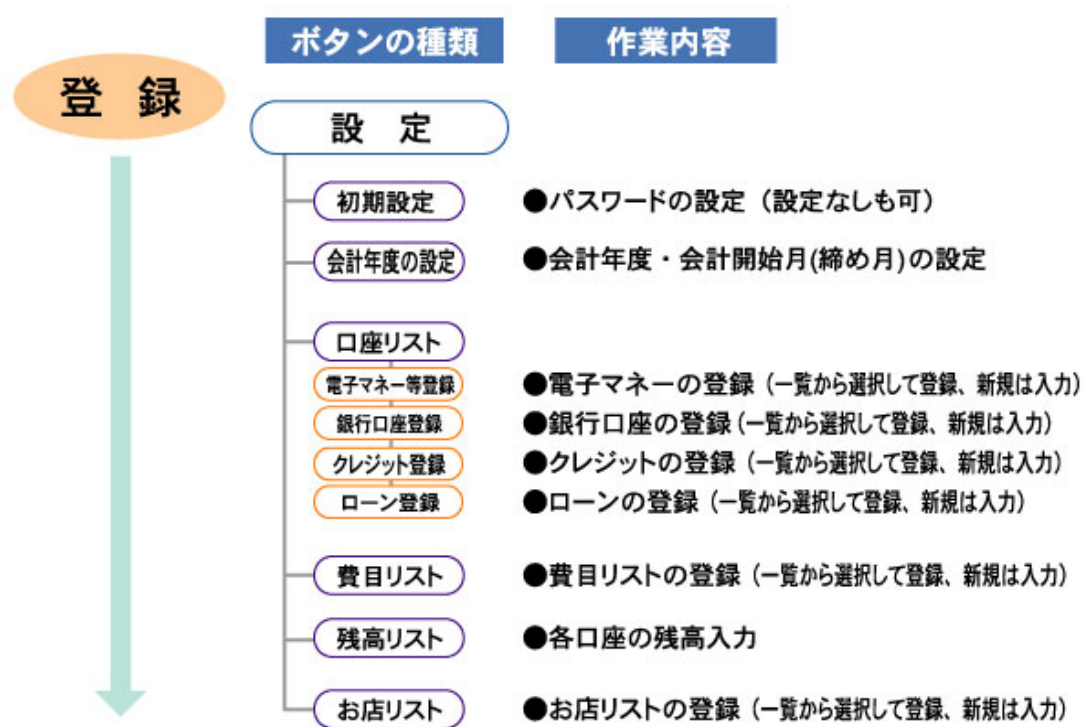 ボタンの種類 作業内容
登 録
設 定
初期設定 ●パスワードの設定（設定なしも可）
会計年度の設定 ●会計年度・会計開始月(締め月)の設定
口座リスト
電子マネー等登録 ●電子マネーの登録（一覧から選択して登録、新規は入力）
銀行口座登録 ●銀行口座の登録（一覧から選択して登録、新規は入力）
クレジット登録 ●クレジットの登録（一覧から選択して登録、新規は入力）
ローン登録 ●ローンの登録（一覧から選択して登録、新規は入力）
費目リスト ●費目リストの登録（一覧から選択して登録、新規は入力）
残高リスト ●各口座の残高入力
お店リスト ●お店リストの登録（一覧から選択して登録、新規は入力）